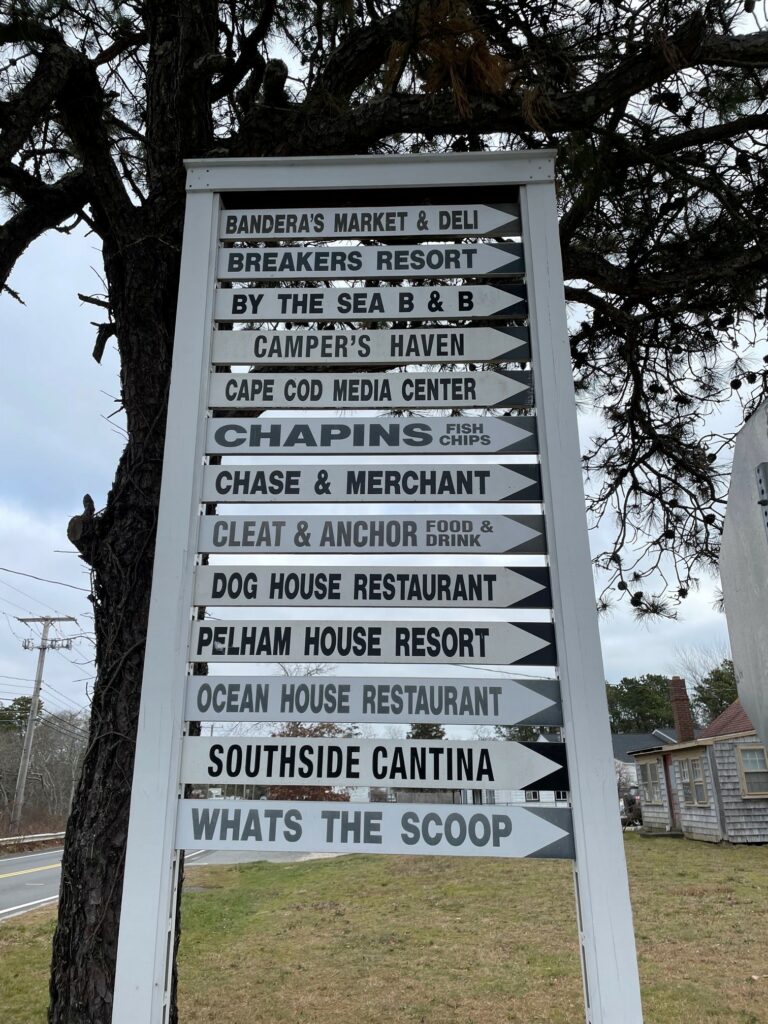 BANDERA'S MARKET & DELI
BREAKERS RESORT
BY THE SEA B & B
CAMPER'S HAVEN
CAPE COD MEDIA CENTER
CHAPINS FISH
CHIPS
CHASE & MERCHANT
CLEAT & ANCHOR FOOD &
DRINK
DOG HOUSE RESTAURANT
PELHAM HOUSE RESORT
OCEAN HOUSE RESTAURANT
SOUTHSIDE CANTINA
WHATS THE SCOOP